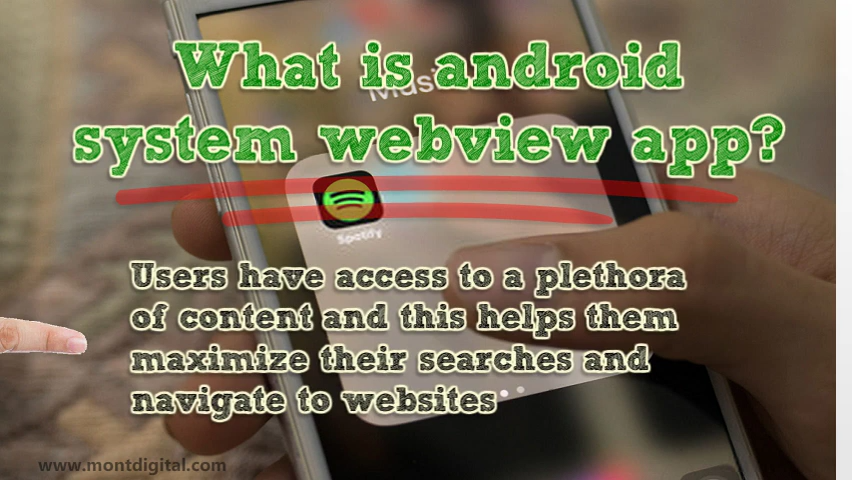 What is android
system webview app?
Music
Spotify
Users have access to a plethora
of content and this helps them
maximize their searches and
navigate to websites
www.montdigital.com